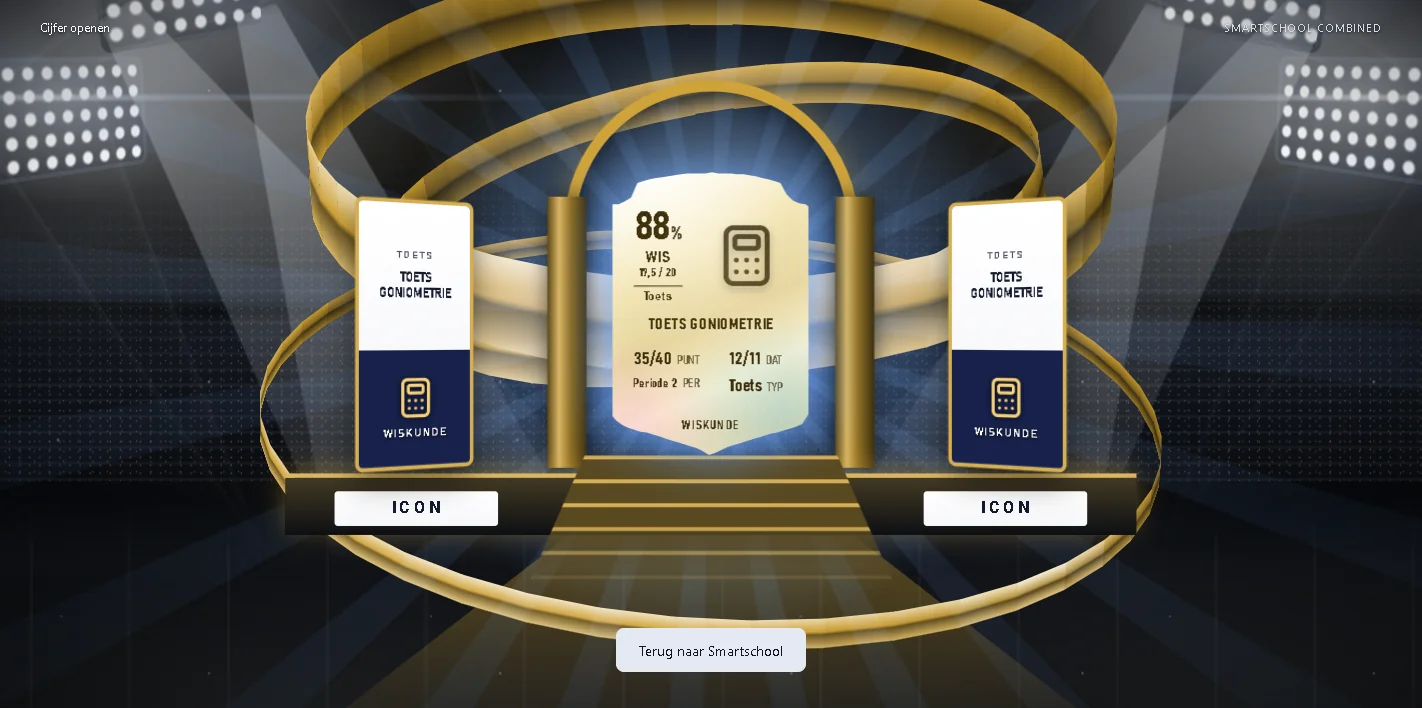 Cijfer openen
SMARTSCHOOL COMBINED
TOETS
TOETS
GONIOMETRIE
WISKUNDE
ICON
88%
WIS
17,5 / 20
Toets
TOETS GONIOMETRIE
35/40 PUNT
12/11 DAT
Periode 2 PER
Toets TYP
WISKUNDE
TOETS
TOETS
GONIOMETRIE
WISKUNDE
ICON
Terug naar Smartschool